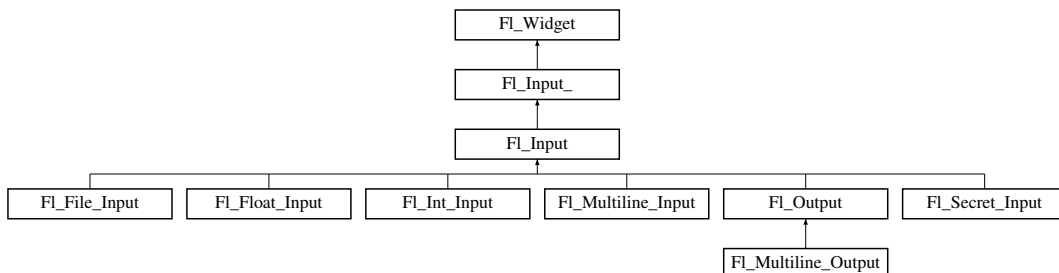 Fl_Widget
Fl_Input_
Fl_Input
Fl_File_Input
Fl_Float_Input
Fl_Int_Input
Fl_Multiline_Input
Fl_Output
Fl_Secret_Input
Fl_Multiline_Output